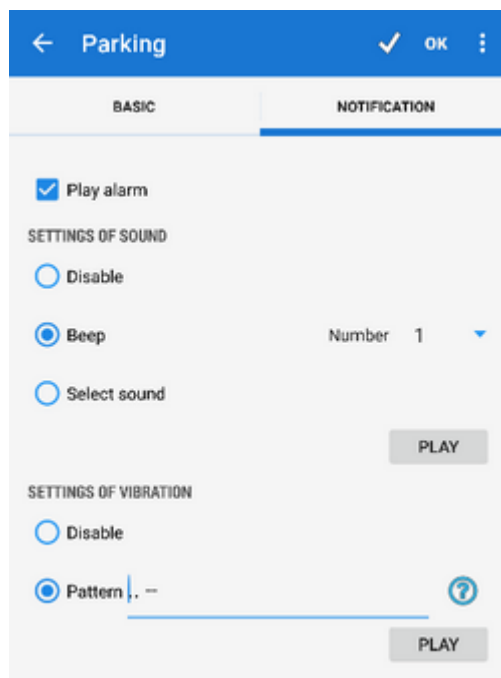 Parking OK
BASIC NOTIFICATION
Play alarm
SETTINGS OF SOUND
Disable
Beep Number 1
Select sound
PLAY
SETTINGS OF VIBRATION
Disable
Pattern .. –
PLAY